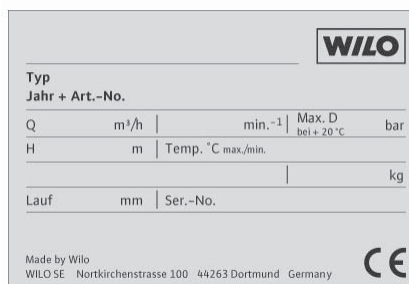 WILO
Typ
Jahr + Art.-No.
Q m³/h min.⁻¹ Max. D bar
bei + 20 °C
H m Temp. °C max./min.
kg
Lauf mm Ser.-No.
Made by Wilo
WILO SE Nortkirchenstrasse 100 44263 Dortmund Germany
CE